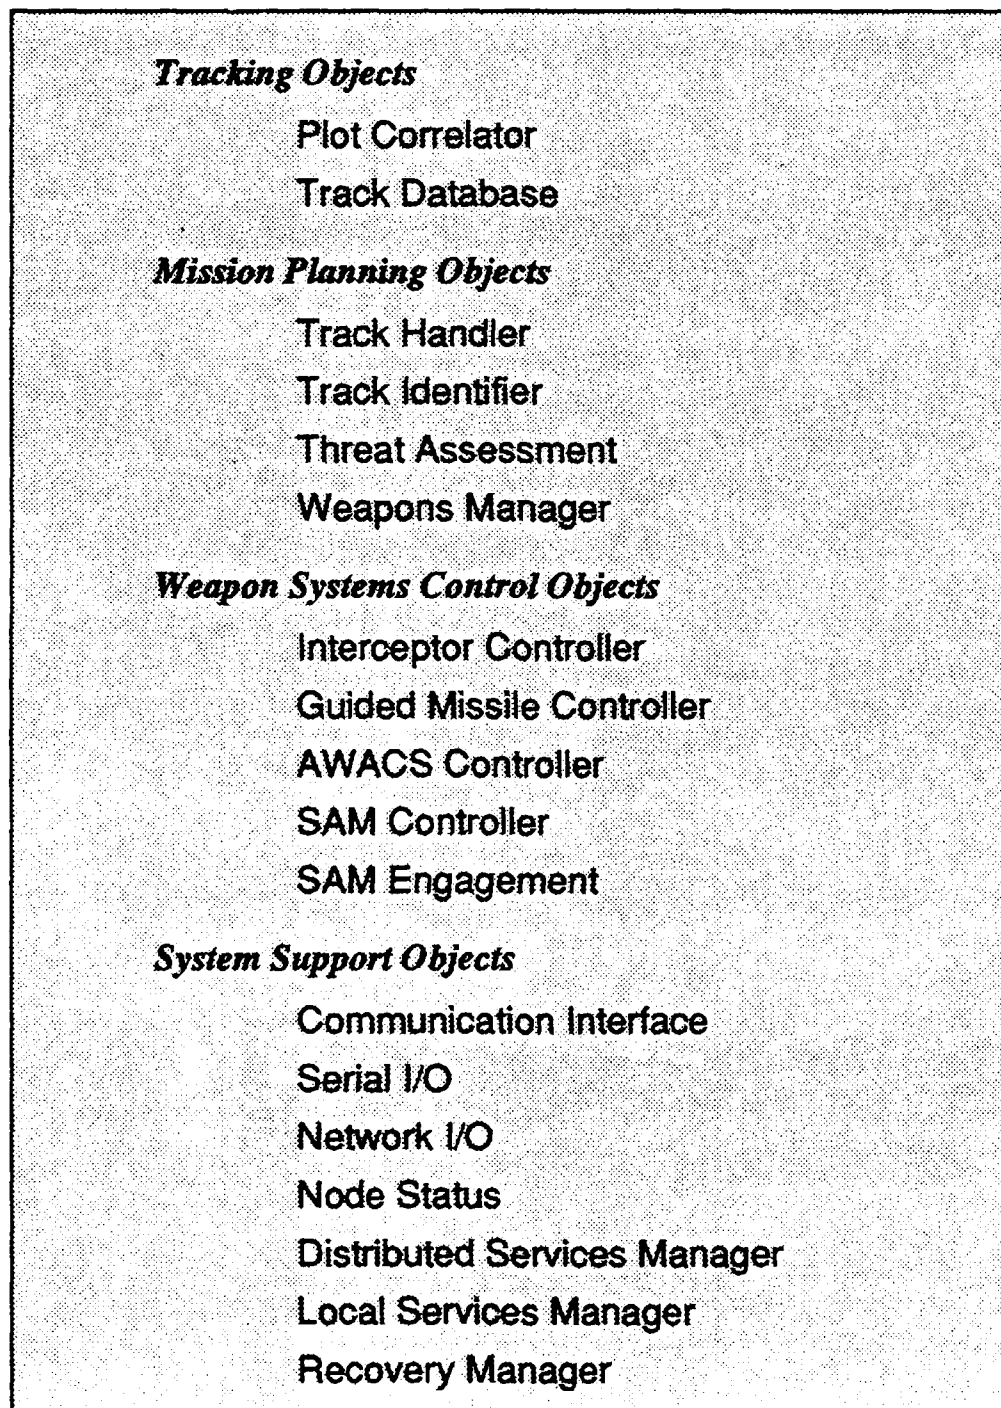 Tracking Objects
Plot Correlator
Track Database
Mission Planning Objects
Track Handler
Track Identifier
Threat Assessment
Weapons Manager
Weapon Systems Control Objects
Interceptor Controller
Guided Missile Controller
AWACS Controller
SAM Controller
SAM Engagement
System Support Objects
Communication Interface
Serial I/O
Network I/O
Node Status
Distributed Services Manager
Local Services Manager
Recovery Manager